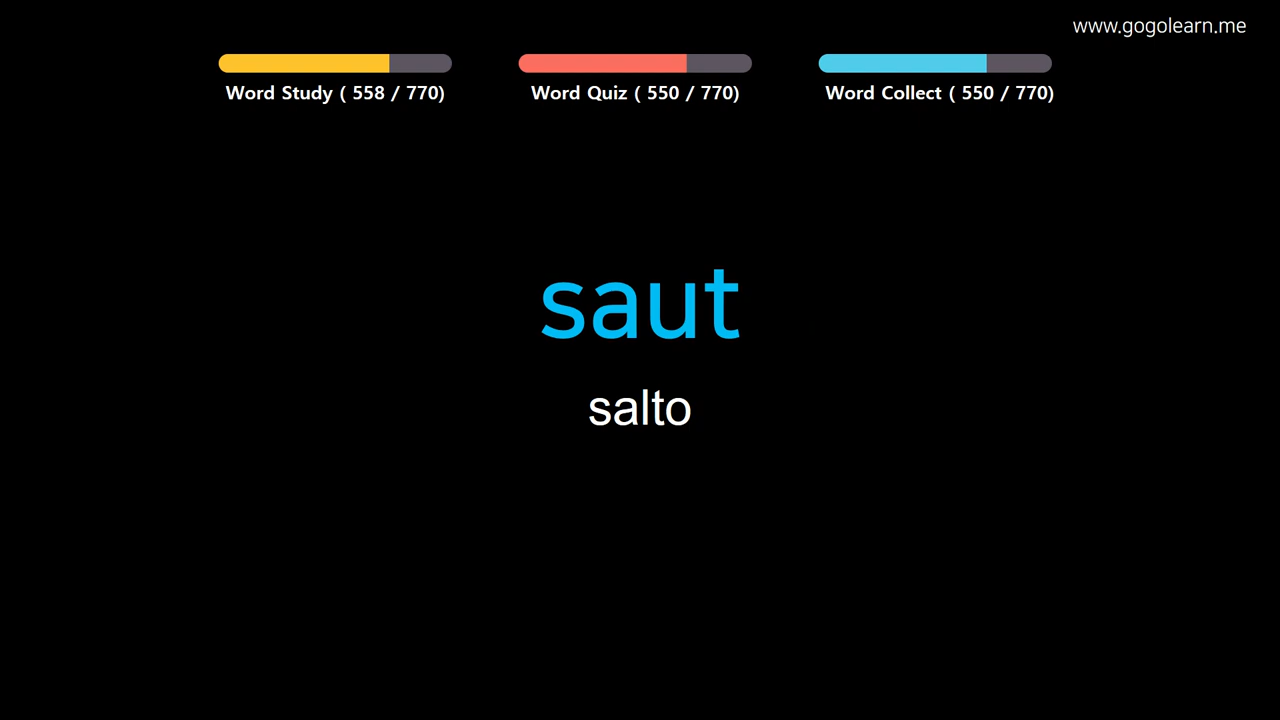 www.gogolearn.me
Word Study ( 558 / 770)
Word Quiz ( 550 / 770)
Word Collect ( 550 / 770)
saut
salto